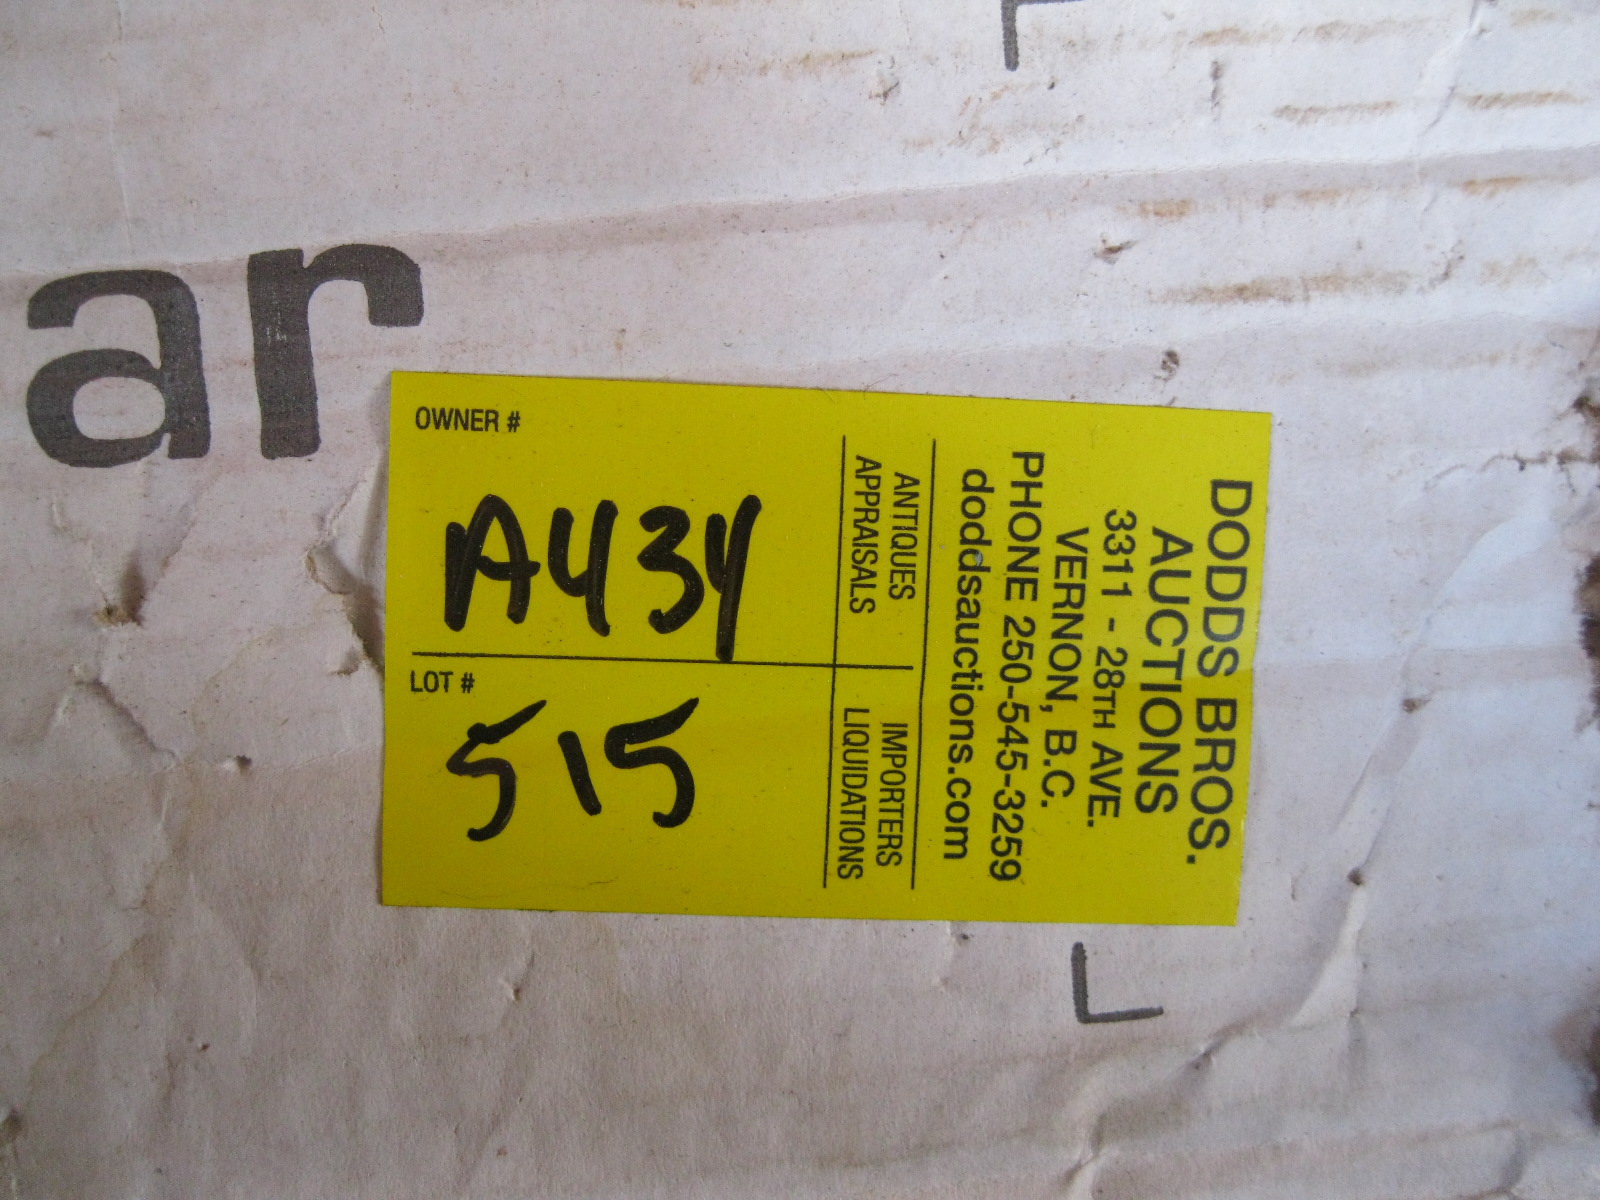 ar
OWNER #
A434
LOT #
515
DODDS BROS.
AUCTIONS
3311 - 28TH AVE.
VERNON, B.C.
PHONE 250-545-3259
doddsauctions.com
ANTIQUES IMPORTERS
APPRAISALS LIQUIDATIONS
L